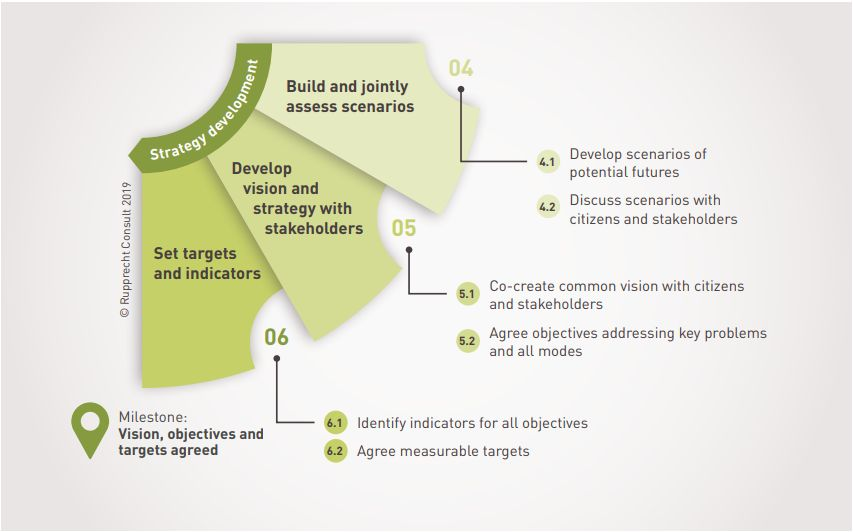 Strategy development
Build and jointly
assess scenarios
04
4.1 Develop scenarios of
potential futures
4.2 Discuss scenarios with
citizens and stakeholders
Develop
vision and
strategy with
stakeholders
05
5.1 Co-create common vision with citizens
and stakeholders
5.2 Agree objectives addressing key problems
and all modes
Set targets
and indicators
06
6.1 Identify indicators for all objectives
6.2 Agree measurable targets
Milestone:
Vision, objectives and
targets agreed
© Rupprecht Consult 2019